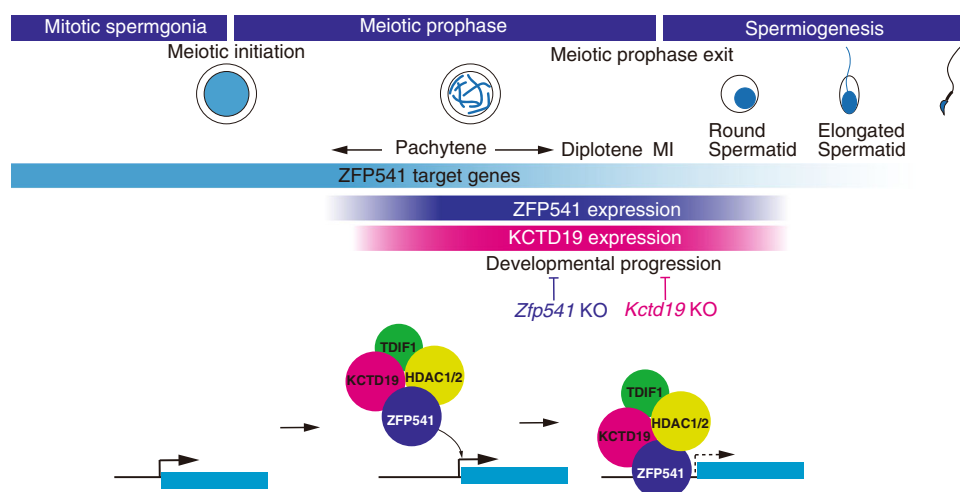 Mitotic spermgonia
Meiotic prophase
Spermiogenesis
Meiotic initiation
Meiotic prophase exit
Pachytene
Diplotene MI
Round
Spermatid
Elongated
Spermatid
ZFP541 target genes
ZFP541 expression
KCTD19 expression
Developmental progression
Zfp541 KO
Kctd19 KO
TDIF1
KCTD19
HDAC1/2
ZFP541
TDIF1
KCTD19
HDAC1/2
ZFP541